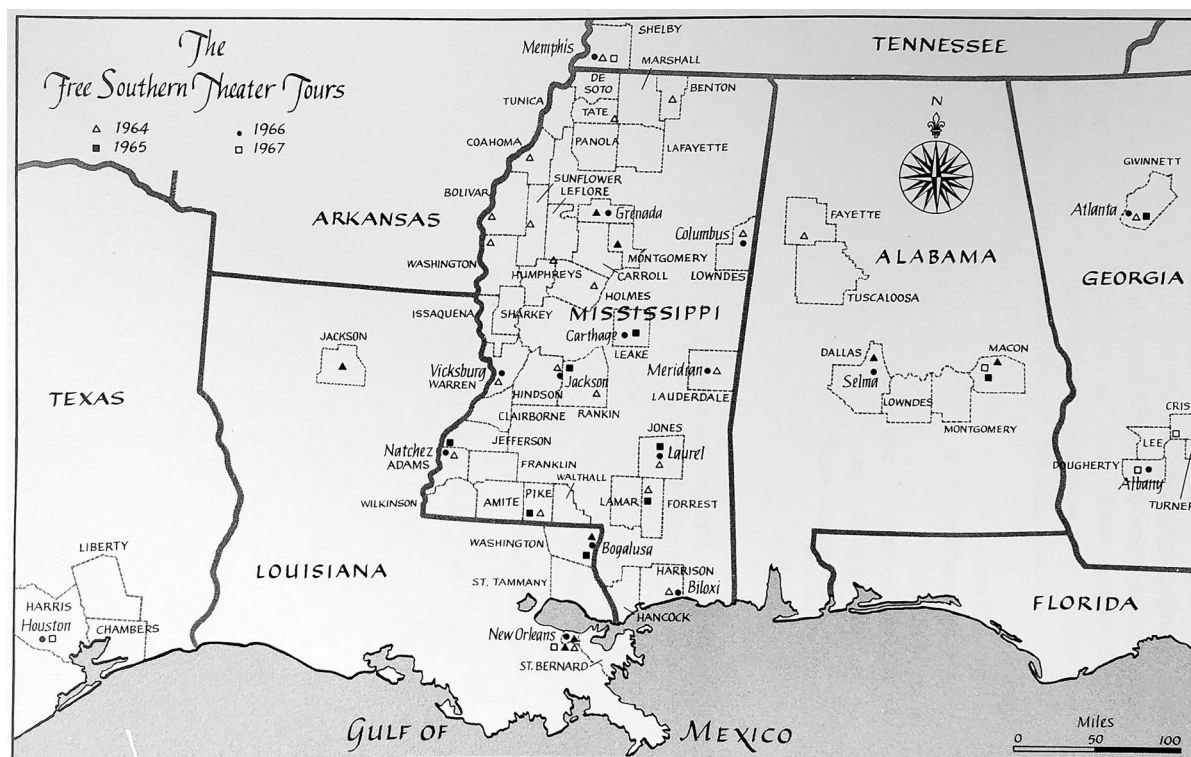 The
Free Southern Theater Tours
1964
1966
1965
1967
SHELBY
Memphis
TENNESSEE
MARSHALL
DE
SOTO
BENTON
TUNICA
TATE
N
COAHOMA
PANOLA
LAFAYETTE
GWINNETT
SUNFLOWER
BOLIVAR
LEFLORE
ARKANSAS
Grenada
FAYETTE
Atlanta
Columbus
ALABAMA
MONTGOMERY
WASHINGTON
HUMPHREYS
CARROLL
LOWNDES
GEORGIA
HOLMES
TUSCALOOSA
ISSAQUENA
SHARKEY
MISSISSIPPI
JACKSON
Carthage
LEAKE
MACON
DALLAS
Vicksburg
WARREN
Jackson
Meridian
Selma
TEXAS
HINDSON
RANKIN
LAUDERDALE
LOWNDES
CLAIRBORNE
CRIS
JONES
MONTGOMERY
JEFFERSON
LEE
Natchez
ADAMS
Laurel
FRANKLIN
DOUGHERTY
WALTHALL
Albany
WILKINSON
AMITE
PIKE
LAMAR
FORREST
TURNER
WASHINGTON
Bogalusa
LIBERTY
LOUISIANA
HARRISON
ST. TAMMANY
Biloxi
FLORIDA
HARRIS
Houston
CHAMBERS
HANCOCK
New Orleans
ST. BERNARD
GULF OF MEXICO
Miles
0 50 100